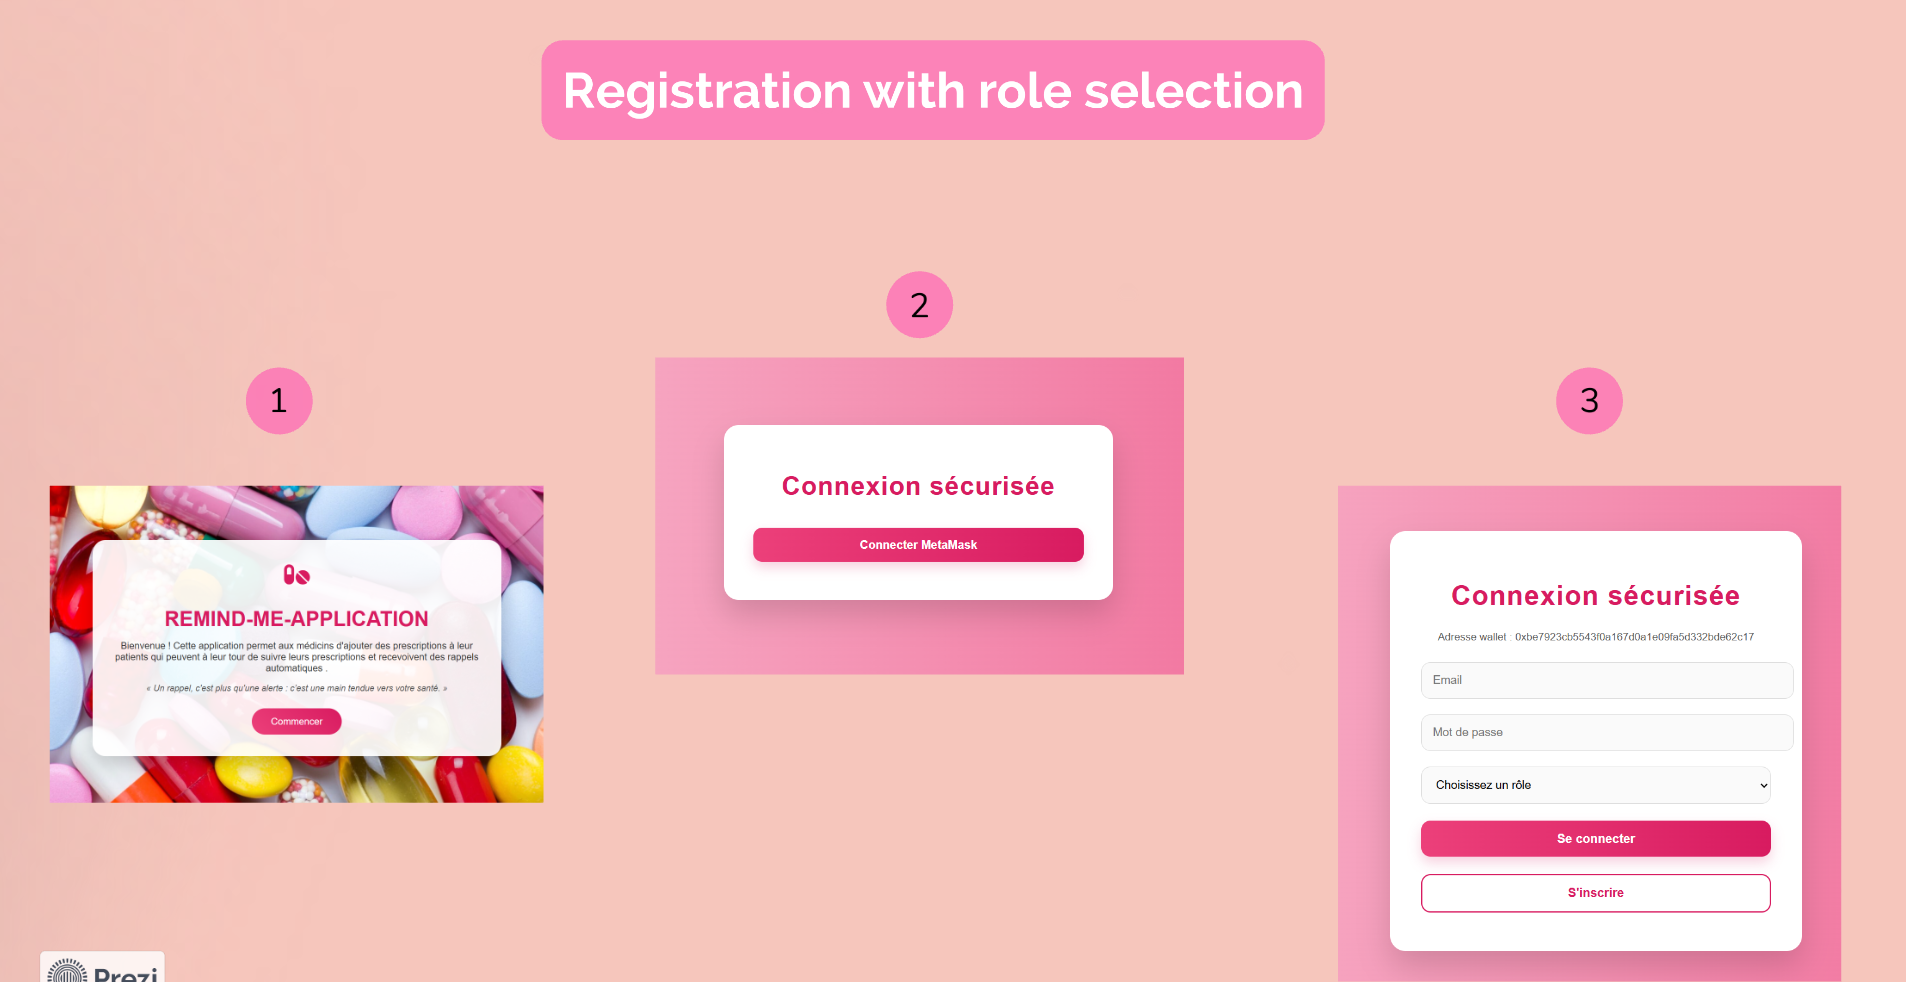 Registration with role selection
1
REMIND-ME-APPLICATION
Bienvenue ! Cette application permet aux médicins d'ajouter des prescriptions à leur
patients qui peuvent à leur tour de suivre leurs prescriptions et recevoivent des rappels
automatiques .
« Un rappel, c'est plus qu'une alerte : c'est une main tendue vers votre santé. »
Commencer
2
Connexion sécurisée
Connecter MetaMask
3
Connexion sécurisée
Adresse wallet : 0xbe7923cb5543f0a167d0a1e09fa5d332bde62c17
Email
Mot de passe
Choisissez un rôle
Se connecter
S'inscrire
Prezi